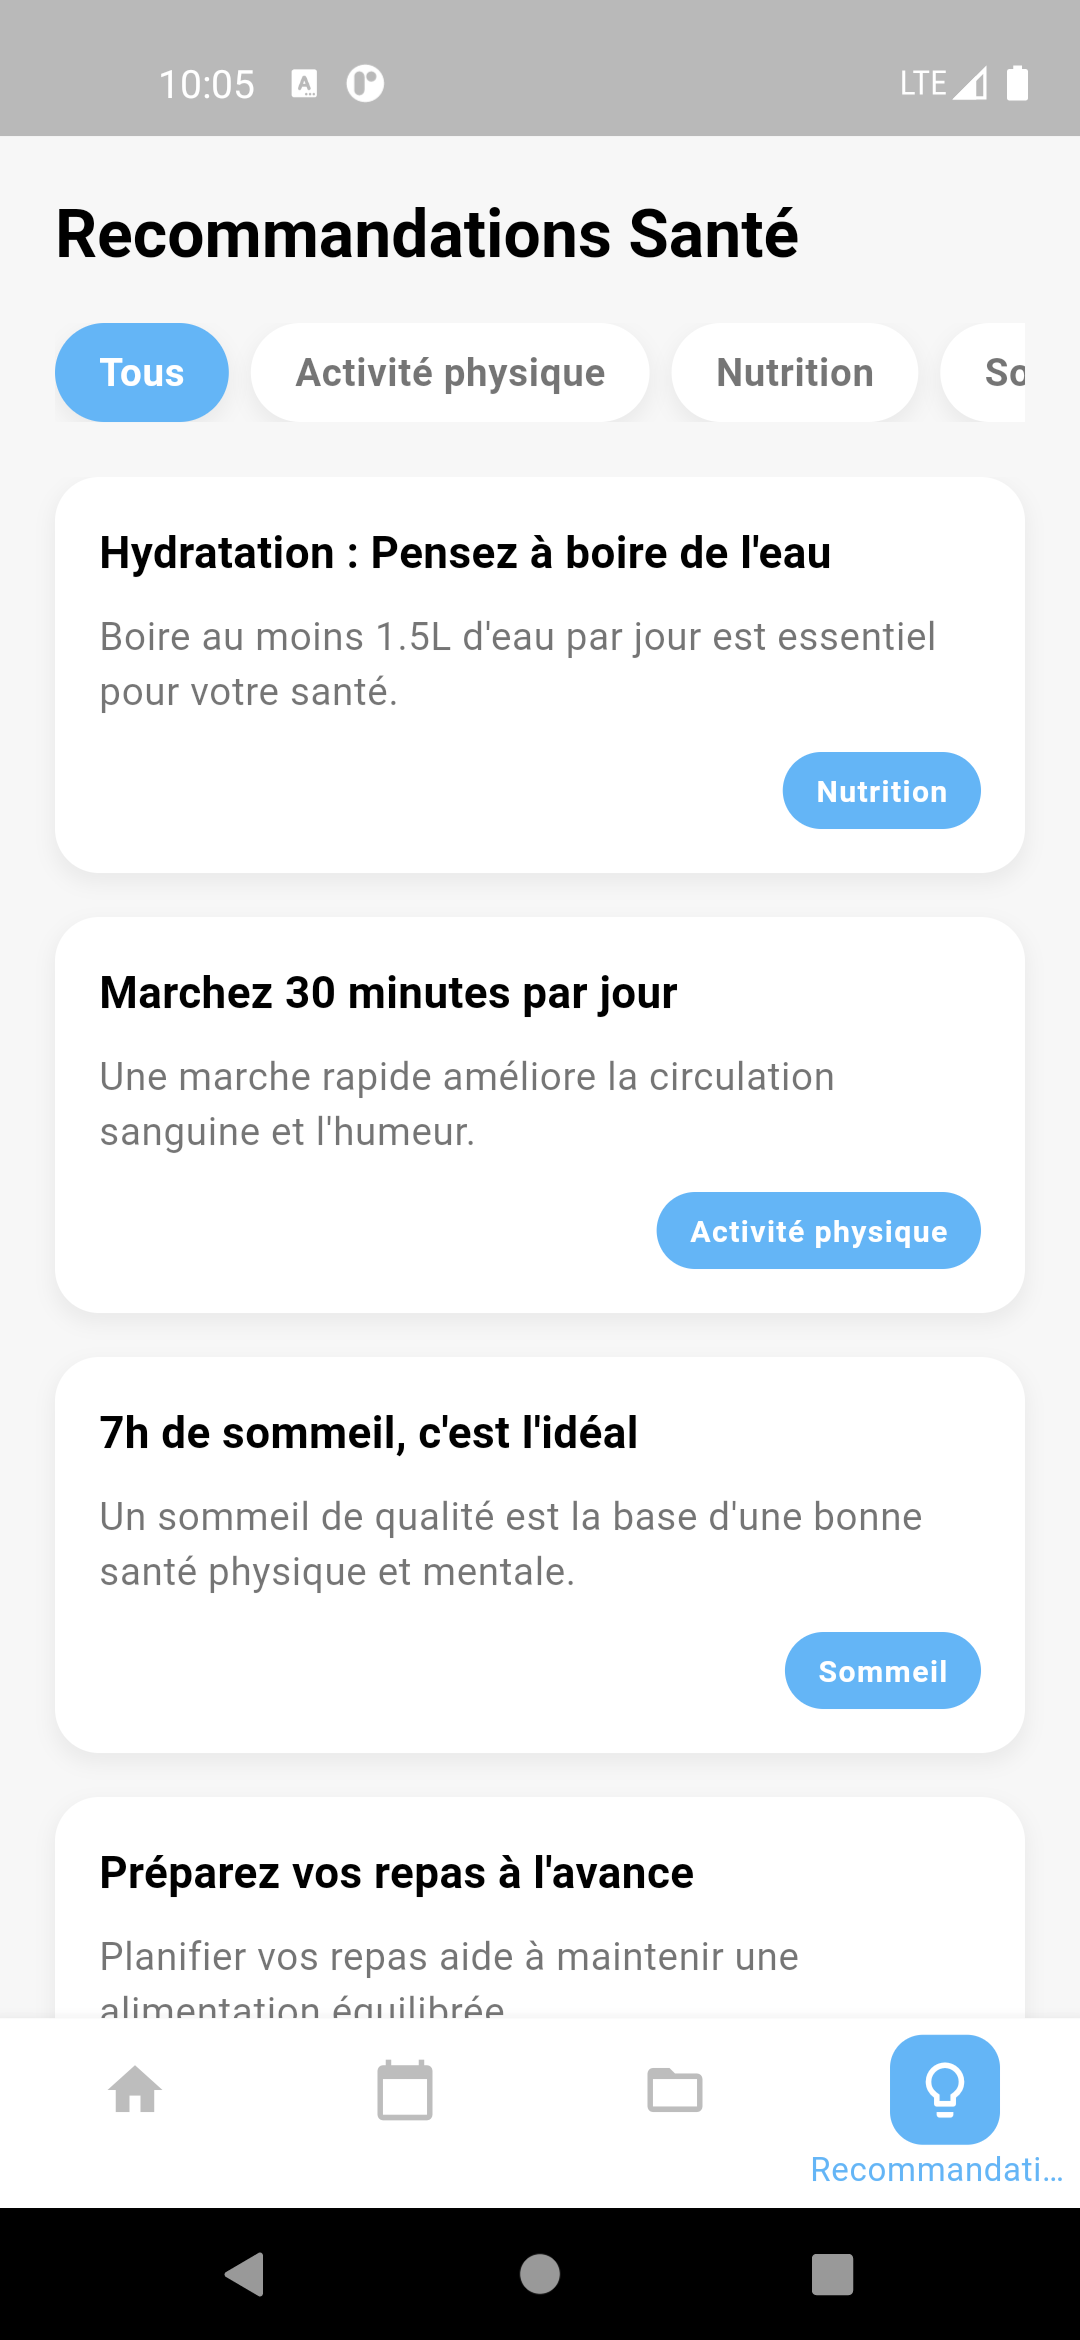 10:05
LTE
Recommandations Santé
Tous Activité physique Nutrition So
Hydratation : Pensez à boire de l'eau
Boire au moins 1.5L d'eau par jour est essentiel
pour votre santé.
Nutrition
Marchez 30 minutes par jour
Une marche rapide améliore la circulation
sanguine et l'humeur.
Activité physique
7h de sommeil, c'est l'idéal
Un sommeil de qualité est la base d'une bonne
santé physique et mentale.
Sommeil
Préparez vos repas à l'avance
Planifier vos repas aide à maintenir une
alimentation équilibrée
Recommandati...